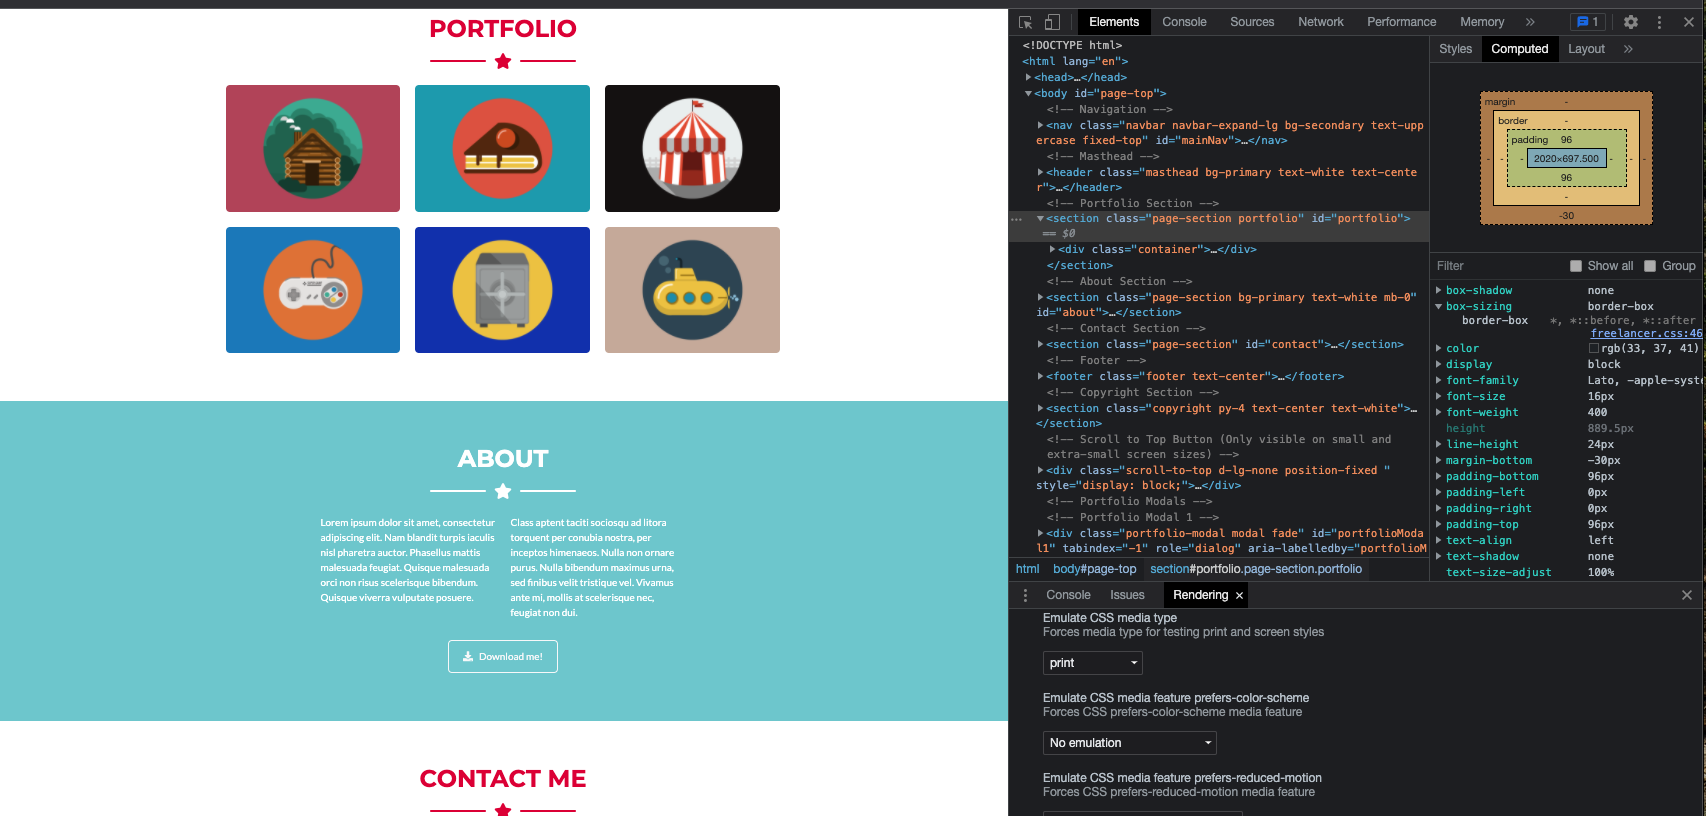 PORTFOLIO
ABOUT
Lorem ipsum dolor sit amet, consectetur
adipiscing elit. Nam blandit turpis iaculis
nisl pharetra auctor. Phasellus mattis
malesuada feugiat. Quisque malesuada
orci non risus scelerisque bibendum.
Quisque viverra vulputate posuere.
Class aptent taciti sociosqu ad litora
torquent per conubia nostra, per
inceptos himenaeos. Nulla non ornare
purus. Nulla bibendum maximus urna,
sed finibus velit tristique vel. Vivamus
ante mi, mollis at scelerisque nec,
feugiat non dui.
Download me!
CONTACT ME
Elements Console Sources Network Performance Memory » 1
<!DOCTYPE html>
<html lang="en">
<head>…</head>
<body id="page-top">
<!-- Navigation -->
<nav class="navbar navbar-expand-lg bg-secondary text-upp
ercase fixed-top" id="mainNav">…</nav>
<!-- Masthead -->
<header class="masthead bg-primary text-white text-cente
r">…</header>
<!-- Portfolio Section -->
… <section class="page-section portfolio" id="portfolio">
== $0
<div class="container">…</div>
</section>
<!-- About Section -->
<section class="page-section bg-primary text-white mb-0"
id="about">…</section>
<!-- Contact Section -->
<section class="page-section" id="contact">…</section>
<!-- Footer -->
<footer class="footer text-center">…</footer>
<!-- Copyright Section -->
<section class="copyright py-4 text-center text-white">…
</section>
<!-- Scroll to Top Button (Only visible on small and
extra-small screen sizes) -->
<div class="scroll-to-top d-lg-none position-fixed "
style="display: block;">…</div>
<!-- Portfolio Modals -->
<!-- Portfolio Modal 1 -->
<div class="portfolio-modal modal fade" id="portfolioModa
l1" tabindex="-1" role="dialog" aria-labelledby="portfolioM
html body#page-top section#portfolio.page-section.portfolio
Styles Computed Layout »
margin -
border -
padding 96
- - - 2020×697.500 - - -
96
-
-30
Filter Show all Group
box-shadow none
box-sizing border-box
border-box *, *::before, *::after
freelancer.css:46
color rgb(33, 37, 41)
display block
font-family Lato, -apple-syst
font-size 16px
font-weight 400
height 889.5px
line-height 24px
margin-bottom -30px
padding-bottom 96px
padding-left 0px
padding-right 0px
padding-top 96px
text-align left
text-shadow none
text-size-adjust 100%
Console Issues Rendering ×
Emulate CSS media type
Forces media type for testing print and screen styles
print
Emulate CSS media feature prefers-color-scheme
Forces CSS prefers-color-scheme media feature
No emulation
Emulate CSS media feature prefers-reduced-motion
Forces CSS prefers-reduced-motion media feature